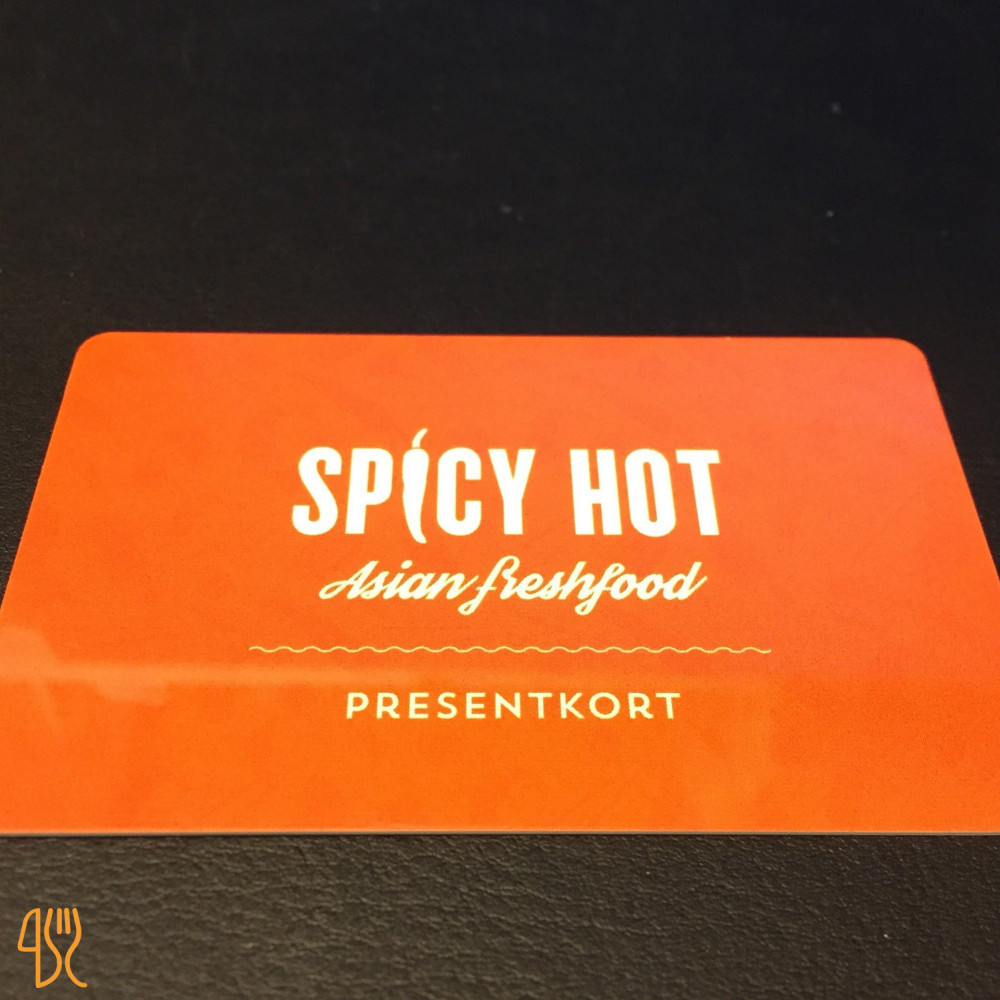 SPICY HOT
Asian freshfood
PRESENTKORT